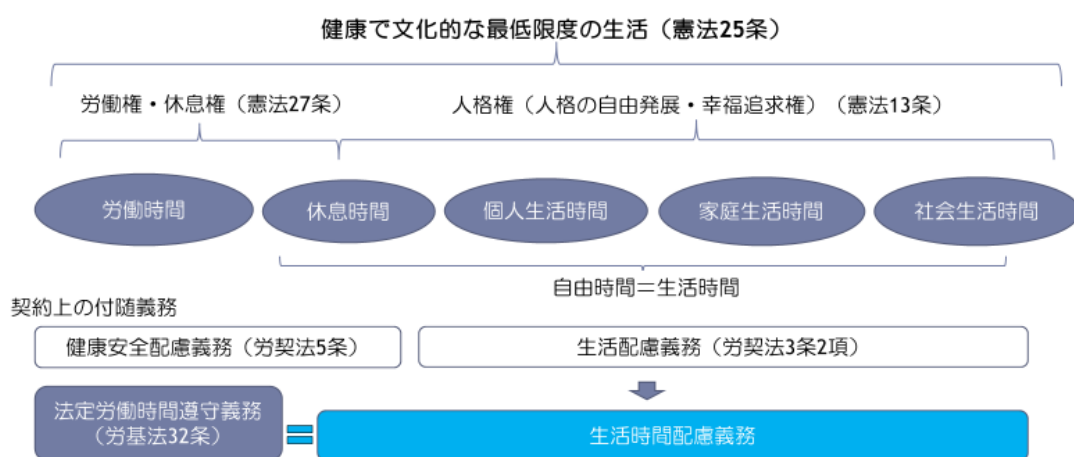 健康で文化的な最低限度の生活（憲法25条）
労働権・休息権（憲法27条）
人格権（人格の自由発展・幸福追求権）（憲法13条）
労働時間
休息時間
個人生活時間
家庭生活時間
社会生活時間
自由時間＝生活時間
契約上の付随義務
健康安全配慮義務（労契法5条）
生活配慮義務（労契法3条2項）
法定労働時間遵守義務
（労基法32条）
生活時間配慮義務